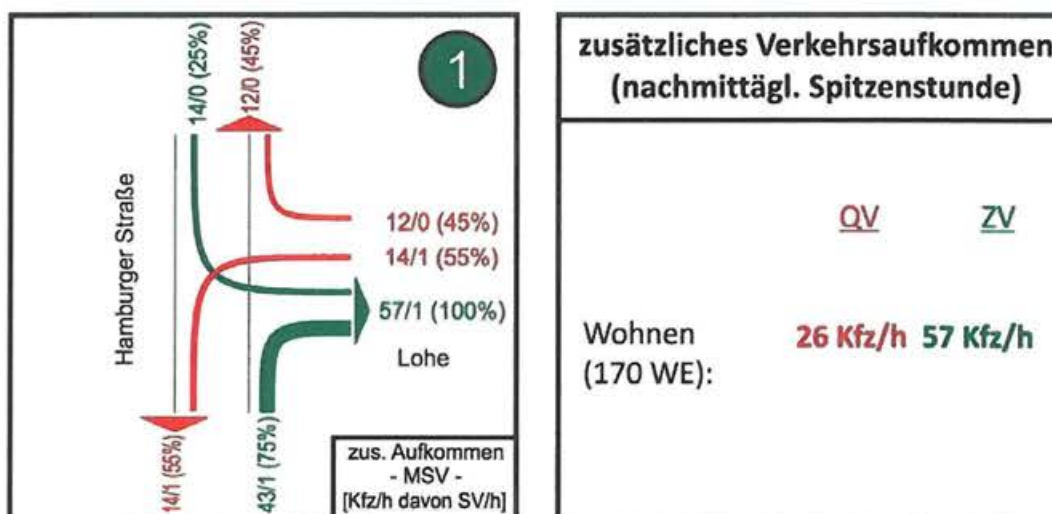 14/0 (25%)
12/0 (45%)
1
Hamburger Straße
12/0 (45%)
14/1 (55%)
57/1 (100%)
Lohe
14/1 (55%)
43/1 (75%)
zus. Aufkommen
- MSV -
[Kfz/h davon SV/h]
zusätzliches Verkehrsaufkommen
(nachmittägl. Spitzenstunde)
QV ZV
Wohnen 26 Kfz/h 57 Kfz/h
(170 WE):